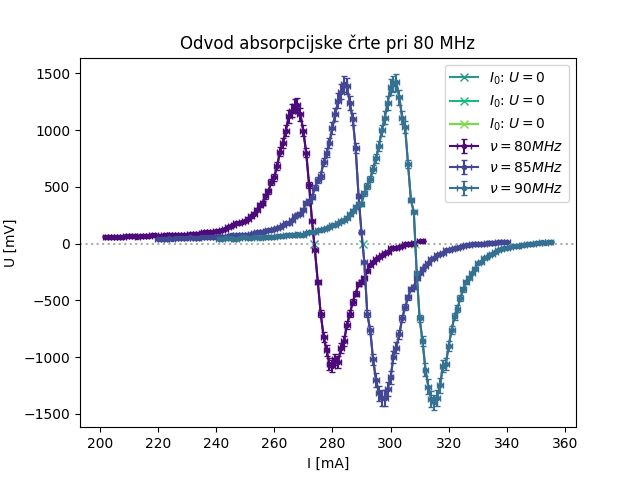 Odvod absorpcijske črte pri 80 MHz
I₀: U = 0
I₀: U = 0
I₀: U = 0
ν = 80MHz
ν = 85MHz
ν = 90MHz
U [mV]
1500
1000
500
0
−500
−1000
−1500
200 220 240 260 280 300 320 340 360
I [mA]